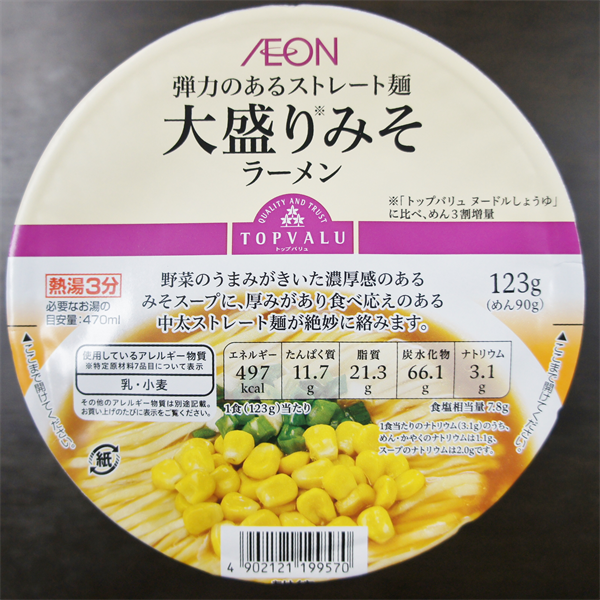 ÆON
弾力のあるストレート麺
大盛り※みそ
ラーメン
※「トップバリュ ヌードルしょうゆ」
に比べ、めん3割増量
QUALITY AND TRUST
TOPVALU
トップバリュ
熱湯3分
必要なお湯の
目安量:470ml
野菜のうまみがきいた濃厚感のある
みそスープに、厚みがあり食べ応えのある
中太ストレート麺が絶妙に絡みます。
123g
(めん90g)
◀ここまで開かしてください。
使用しているアレルギー物質
※特定原材料7品目について表示
乳・小麦
その他のアレルギー物質は別途記載。
お買い上げのたびに表示をご覧ください。
エネルギー たんぱく質 脂質 炭水化物 ナトリウム
497 11.7 21.3 66.1 3.1
kcal g g g g
1食(123g)当たり
食塩相当量7.8g
1食当たりのナトリウム(3.1g)のうち、
めん・かやくのナトリウムは1.1g、
スープのナトリウムは2.0gです。
紙
4 902121 199570